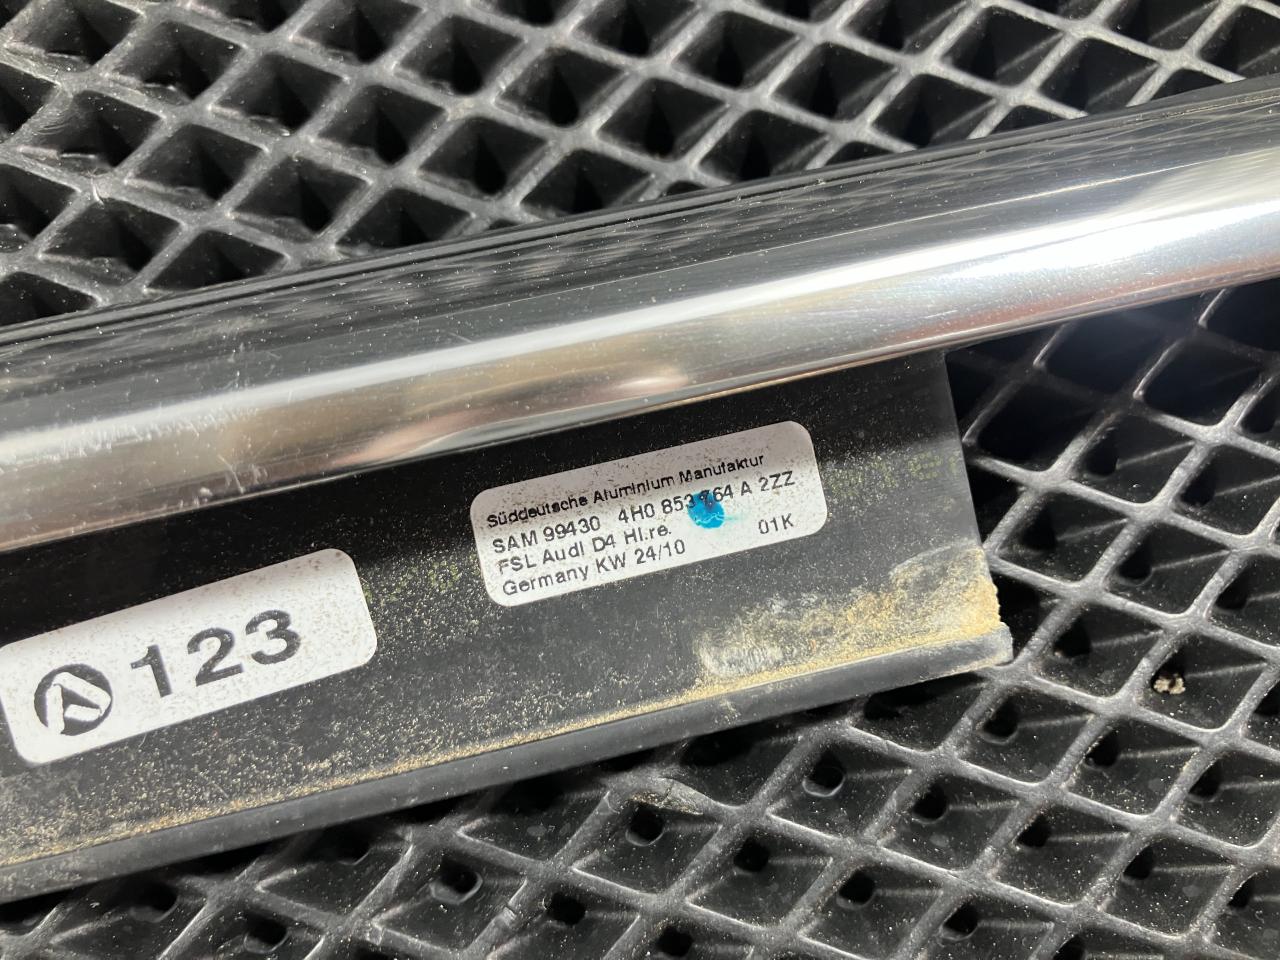 Süddeutsche Aluminium Manufaktur
SAM 99430 4H0 853 764 A 2ZZ
FSL Audi D4 Hl.re. 01K
Germany KW 24/10
123